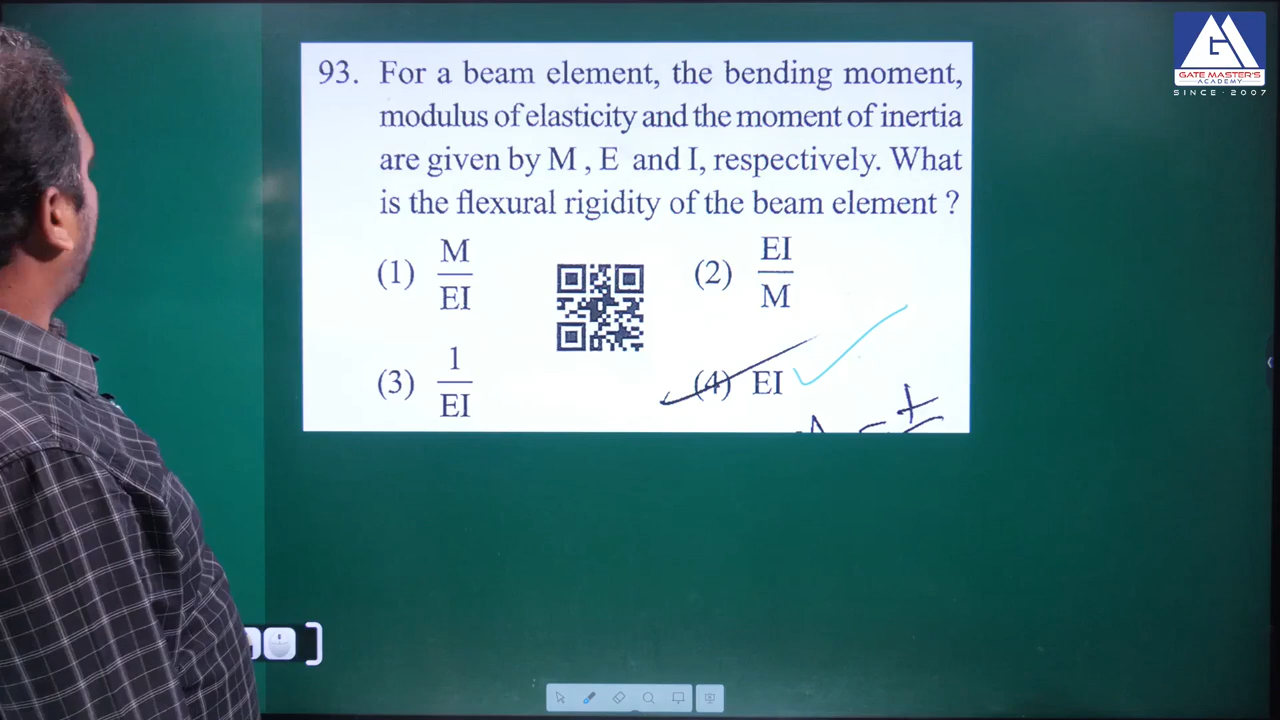 GATE MASTER'S
ACADEMY
SINCE - 2007
93. For a beam element, the bending moment,
modulus of elasticity and the moment of inertia
are given by M , E and I, respectively. What
is the flexural rigidity of the beam element ?
(1) M/EI (2) EI/M
(3) 1/EI (4) EI